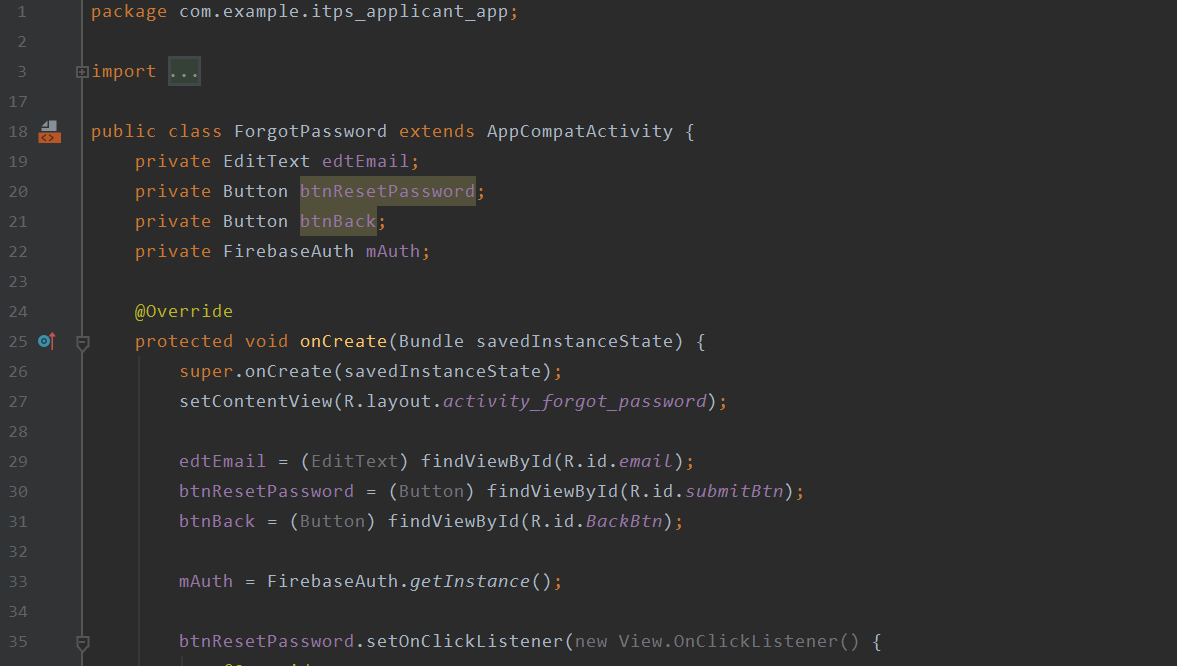 1 package com.example.itps_applicant_app;
2
3 import ...
17
18 public class ForgotPassword extends AppCompatActivity {
19 private EditText edtEmail;
20 private Button btnResetPassword;
21 private Button btnBack;
22 private FirebaseAuth mAuth;
23
24 @Override
25 protected void onCreate(Bundle savedInstanceState) {
26 super.onCreate(savedInstanceState);
27 setContentView(R.layout.activity_forgot_password);
28
29 edtEmail = (EditText) findViewById(R.id.email);
30 btnResetPassword = (Button) findViewById(R.id.submitBtn);
31 btnBack = (Button) findViewById(R.id.BackBtn);
32
33 mAuth = FirebaseAuth.getInstance();
34
35 btnResetPassword.setOnClickListener(new View.OnClickListener() {